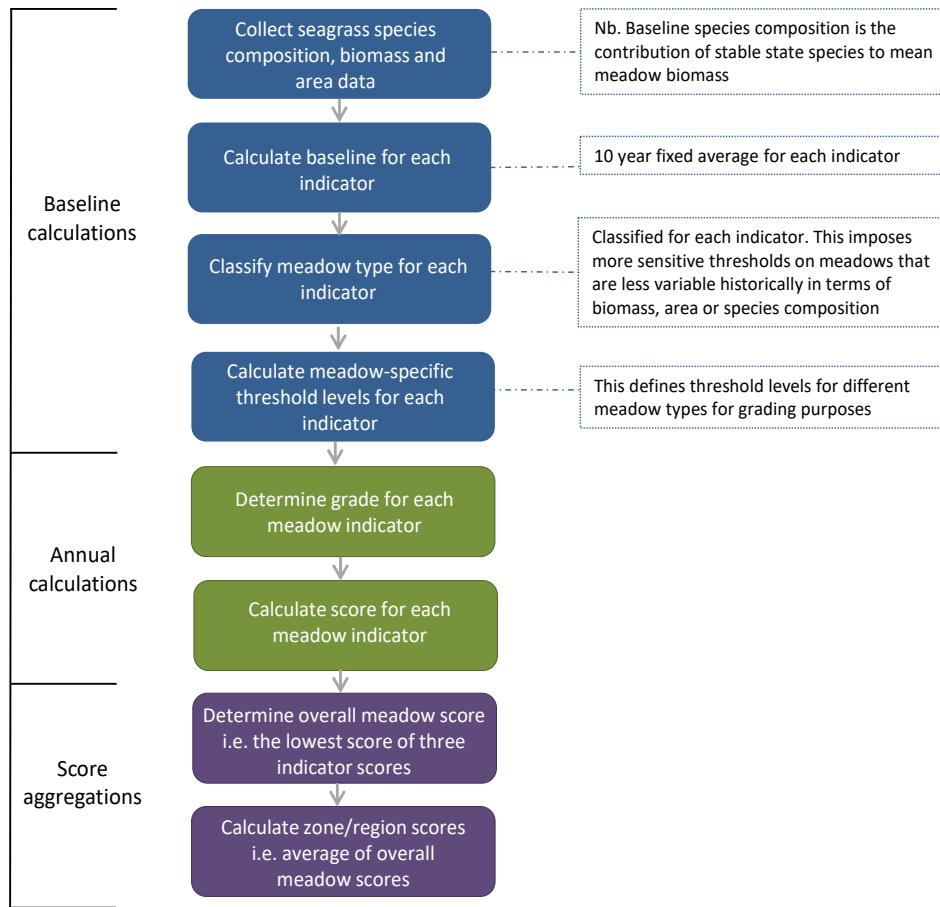 Collect seagrass species
composition, biomass and
area data
Nb. Baseline species composition is the
contribution of stable state species to mean
meadow biomass
Calculate baseline for each
indicator
10 year fixed average for each indicator
Baseline
calculations
Classify meadow type for each
indicator
Classified for each indicator. This imposes
more sensitive thresholds on meadows that
are less variable historically in terms of
biomass, area or species composition
Calculate meadow-specific
threshold levels for each
indicator
This defines threshold levels for different
meadow types for grading purposes
Annual
calculations
Determine grade for each
meadow indicator
Calculate score for each
meadow indicator
Score
aggregations
Determine overall meadow score
i.e. the lowest score of three
indicator scores
Calculate zone/region scores
i.e. average of overall
meadow scores